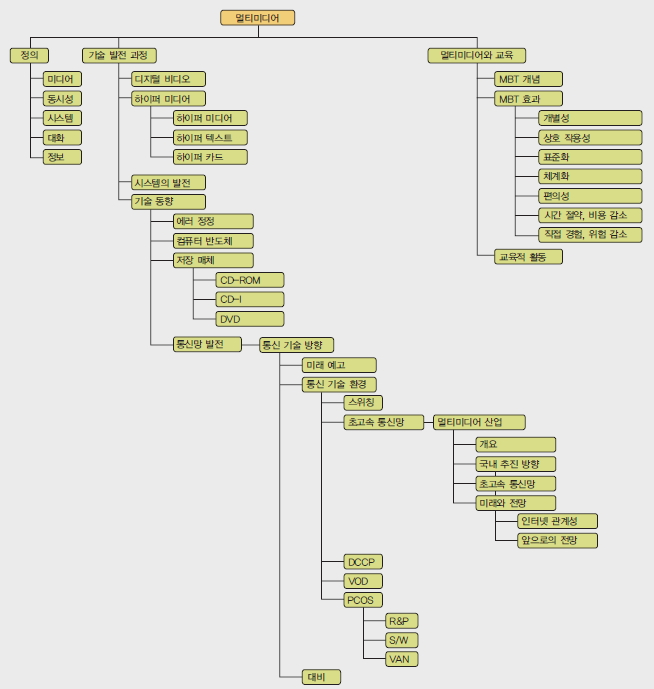 멀티미디어
정의
미디어
동시성
시스템
대화
정보
기술 발전 과정
디지털 비디오
하이퍼 미디어
하이퍼 미디어
하이퍼 텍스트
하이퍼 카드
시스템의 발전
기술 동향
에러 정정
컴퓨터 반도체
저장 매체
CD-ROM
CD-I
DVD
통신망 발전
통신 기술 방향
미래 예고
통신 기술 환경
스위칭
초고속 통신망
멀티미디어 산업
개요
국내 추진 방향
초고속 통신망
미래와 전망
인터넷 관계성
앞으로의 전망
DCCP
VOD
PCOS
R&P
S/W
VAN
대비
멀티미디어와 교육
MBT 개념
MBT 효과
개별성
상호 작용성
표준화
체계화
편의성
시간 절약, 비용 감소
직접 경험, 위험 감소
교육적 활동